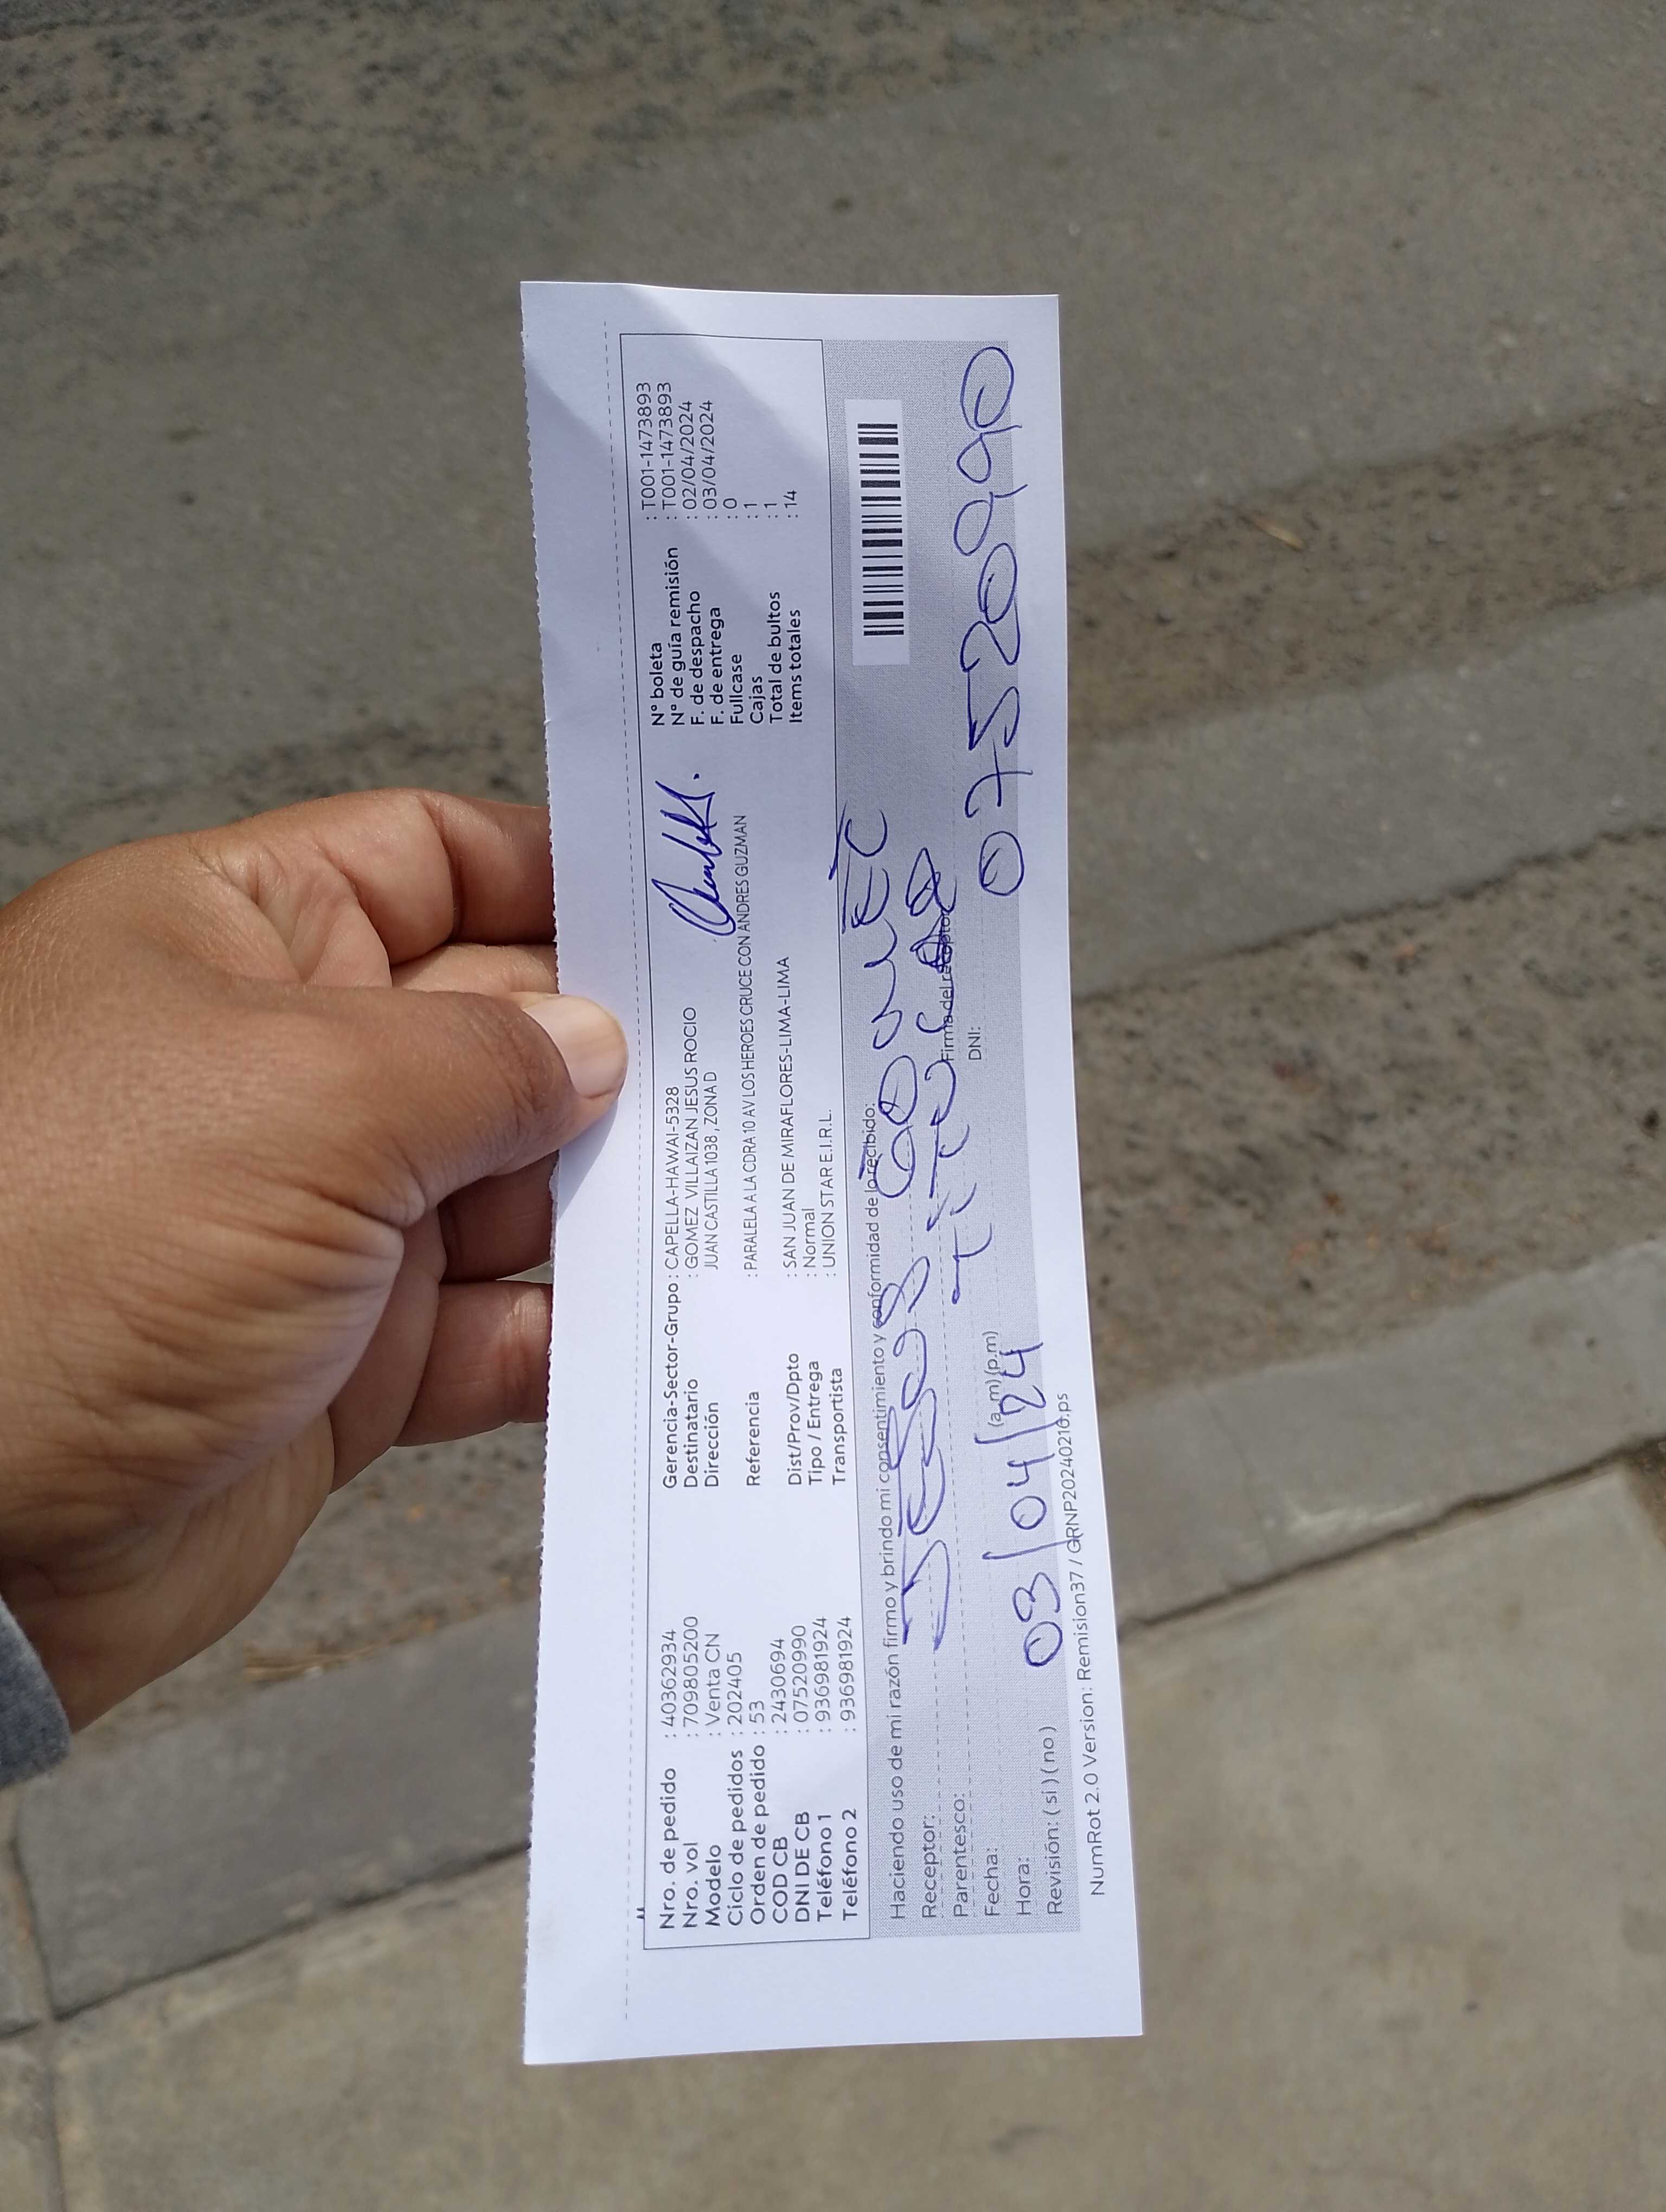 Nro. de pedido : 40362934
Nro. vol : 709805200
Modelo : Venta CN
Ciclo de pedidos : 202405
Orden de pedido : 53
COD CB : 2430694
DNI DE CB : 07520990
Teléfono 1 : 936981924
Teléfono 2 : 936981924
Gerencia-Sector-Grupo : CAPELLA-HAWAI-5328
Destinatario : GOMEZ VILLAIZAN JESUS ROCIO
Dirección JUAN CASTILLA 1038 , ZONA D
Referencia : PARALELA A LA CDRA 10 AV LOS HEROES CRUCE CON ANDRES GUZMAN
Dist/Prov/Dpto : SAN JUAN DE MIRAFLORES-LIMA-LIMA
Tipo / Entrega : Normal
Transportista : UNION STAR E.I.R.L.
N° boleta : T001-1473893
N° de guía remisión : T001-1473893
F. de despacho : 02/04/2024
F. de entrega : 03/04/2024
Fullcase : 0
Cajas : 1
Total de bultos : 1
Items totales : 14
Haciendo uso de mi razón firmo y brindo mi consentimiento y conformidad de lo recibido:
Receptor: JESUS GOMEZ
Parentesco: TITULAR
Firma del receptor
Fecha: 03/04/24
DNI: 07520990
Hora: (a.m) (p.m)
Revisión: ( si ) ( no )
NumRot 2.0 Version: Remision37 / GRNP20240216.ps